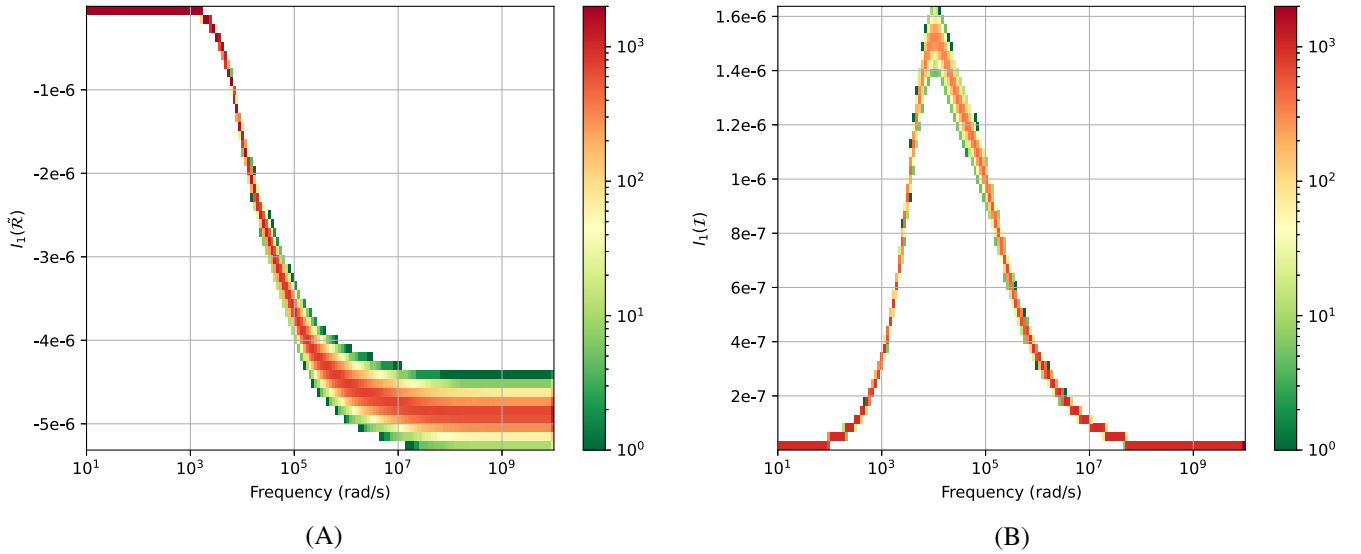 -1e-6
-2e-6
-3e-6
-4e-6
-5e-6
I₁(R̃)
10¹ 10³ 10⁵ 10⁷ 10⁹
Frequency (rad/s)
10³
10²
10¹
10⁰
(A)
1.6e-6
1.4e-6
1.2e-6
1e-6
8e-7
6e-7
4e-7
2e-7
I₁(I)
10¹ 10³ 10⁵ 10⁷ 10⁹
Frequency (rad/s)
10³
10²
10¹
10⁰
(B)